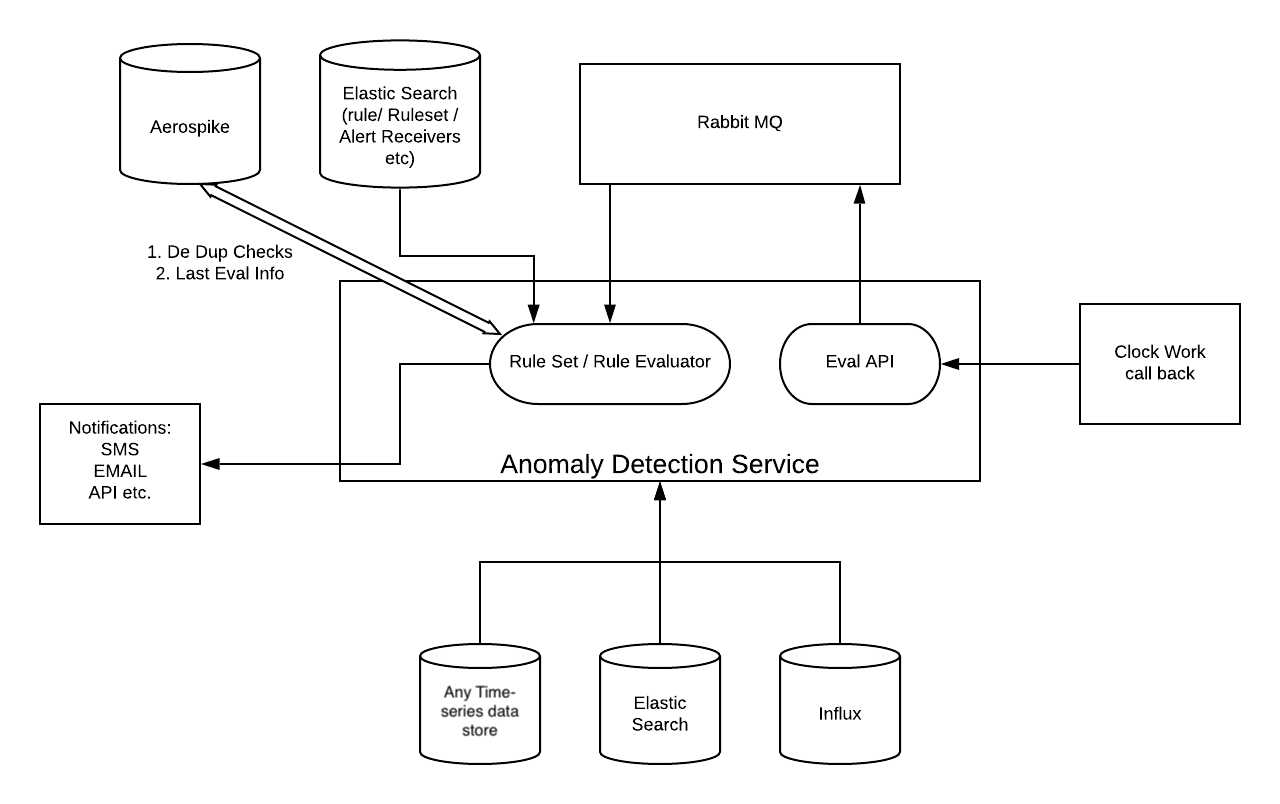 Aerospike
Elastic Search
(rule/ Ruleset /
Alert Receivers
etc)
Rabbit MQ
1. De Dup Checks
2. Last Eval Info
Rule Set / Rule Evaluator
Eval API
Clock Work
call back
Notifications:
SMS
EMAIL
API etc.
Anomaly Detection Service
Any Time-
series data
store
Elastic
Search
Influx